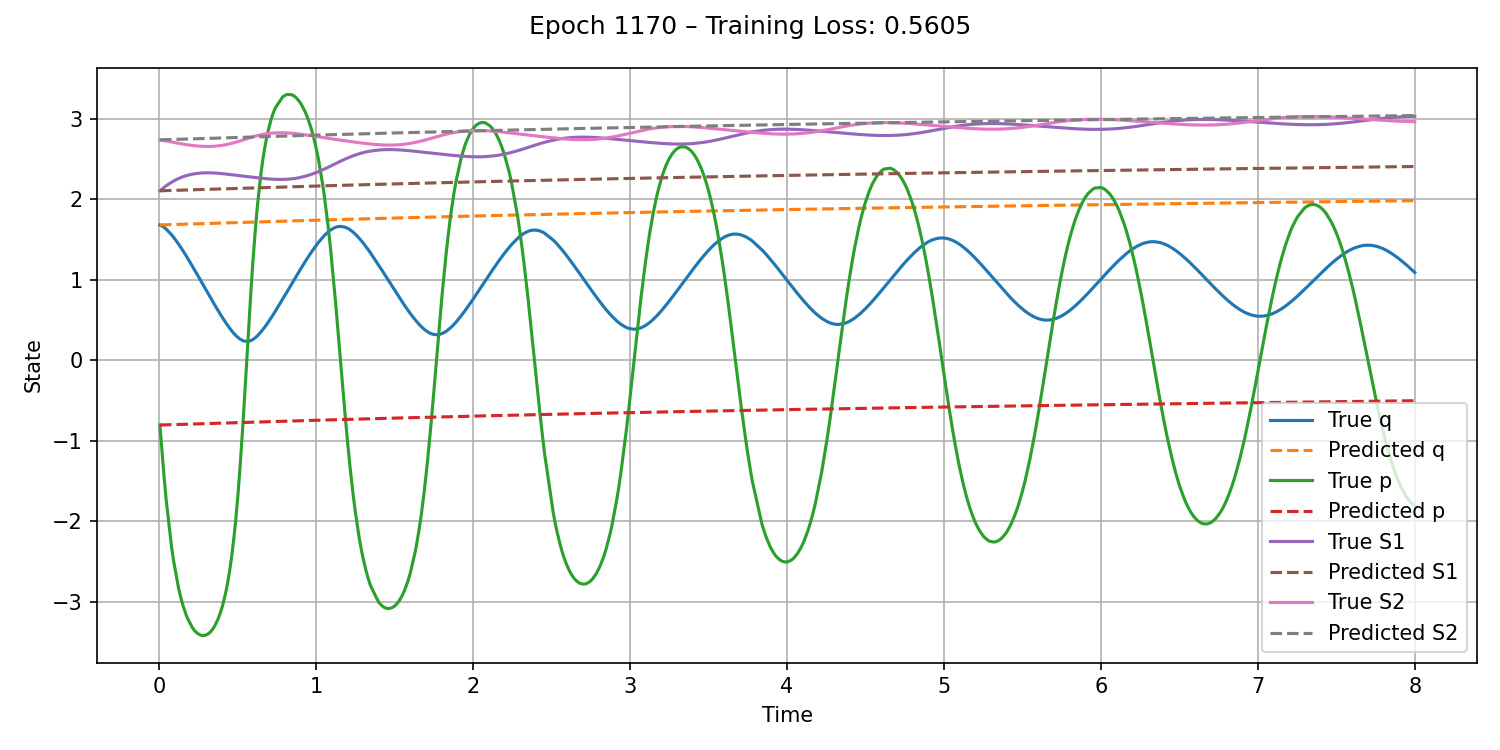 Epoch 1170 – Training Loss: 0.5605
State
3
2
1
0
−1
−2
−3
True q
Predicted q
True p
Predicted p
True S1
Predicted S1
True S2
Predicted S2
0 1 2 3 4 5 6 7 8
Time